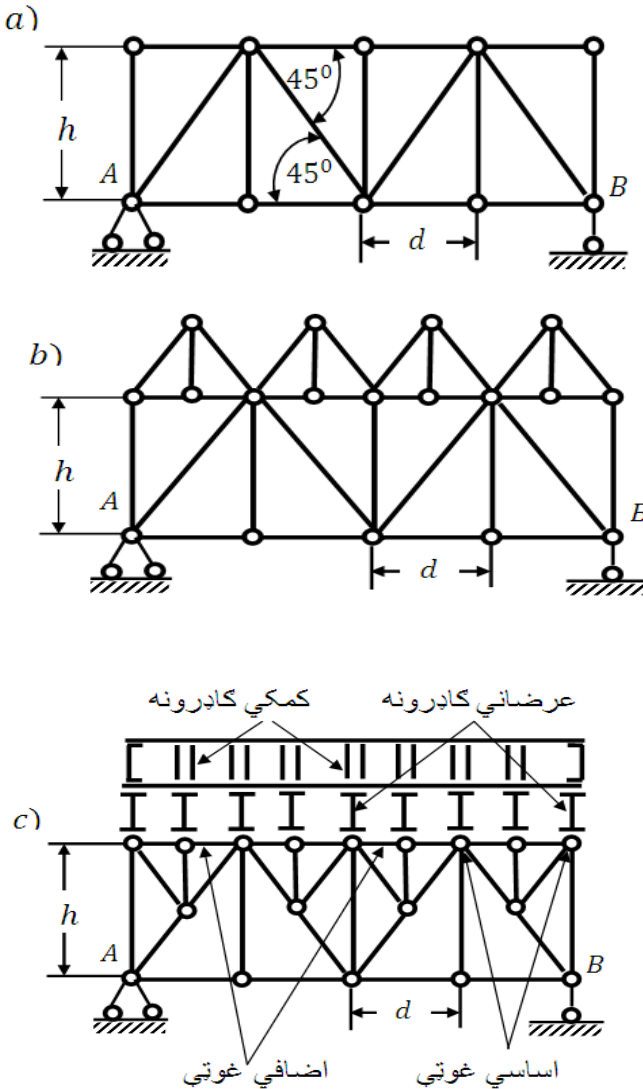 a)
h
45⁰
45⁰
A
B
d
b)
h
A
B
d
کمکي ګاډرونه
عرضاني ګاډرونه
c)
h
A
B
d
اضافي غوټې
اساسي غوټې